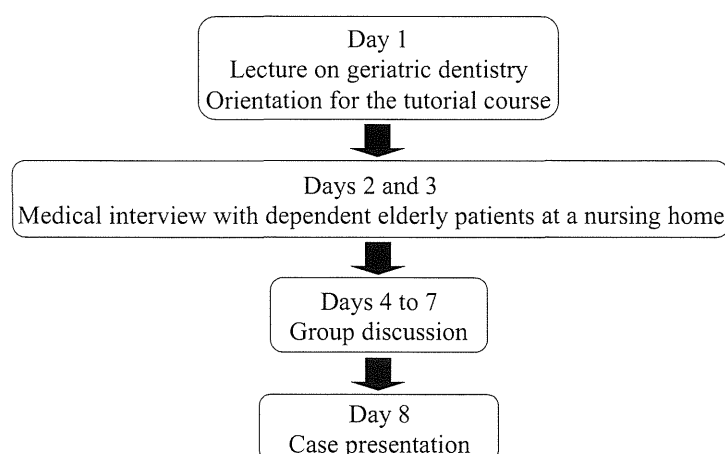 Day 1
Lecture on geriatric dentistry
Orientation for the tutorial course
Days 2 and 3
Medical interview with dependent elderly patients at a nursing home
Days 4 to 7
Group discussion
Day 8
Case presentation